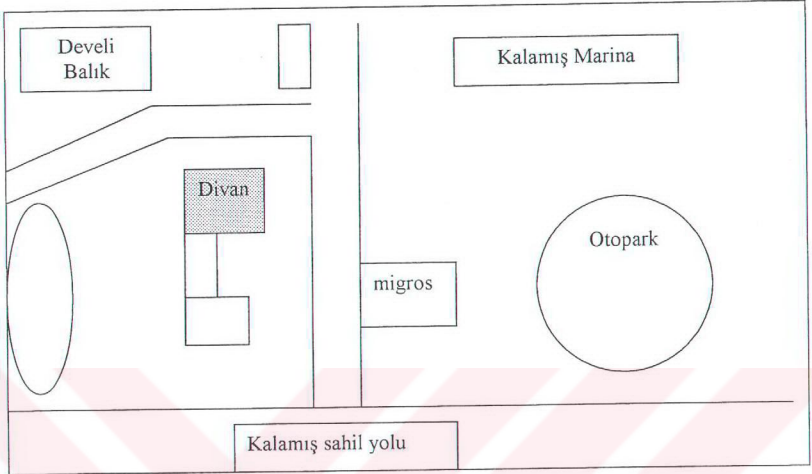 Develi
Balık
Kalamış Marina
Divan
Otopark
migros
Kalamış sahil yolu